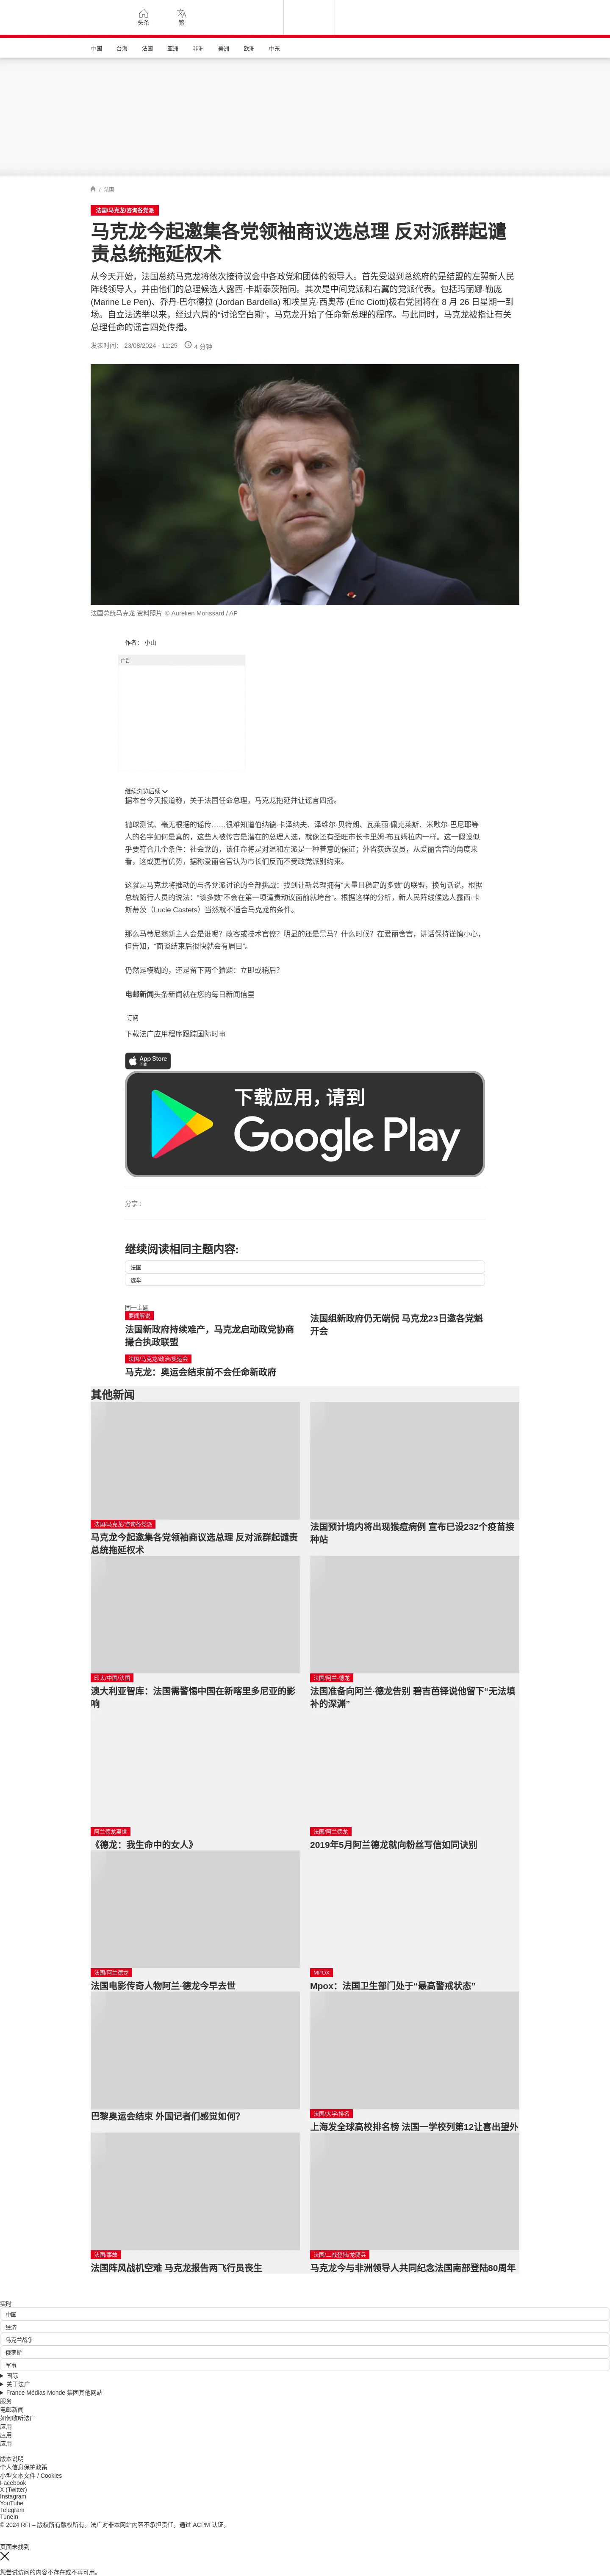 头条
繁
中国
台海
法国
亚洲
非洲
美洲
欧洲
中东
/ 法国
法国/马克龙/咨询各党派
马克龙今起邀集各党领袖商议选总理 反对派群起谴
责总统拖延权术
从今天开始，法国总统马克龙将依次接待议会中各政党和团体的领导人。首先受邀到总统府的是结盟的左翼新人民
阵线领导人，并由他们的总理候选人露西·卡斯泰茨陪同。其次是中间党派和右翼的党派代表。包括玛丽娜·勒庞
(Marine Le Pen)、乔丹·巴尔德拉 (Jordan Bardella) 和埃里克·西奥蒂 (Éric Ciotti)极右党团将在 8 月 26 日星期一到
场。自立法选举以来，经过六周的“讨论空白期”，马克龙开始了任命新总理的程序。与此同时，马克龙被指让有关
总理任命的谣言四处传播。
发表时间： 23/08/2024 - 11:25
4 分钟
法国总统马克龙 资料照片 © Aurelien Morissard / AP
作者： 小山
广告
继续浏览后续
据本台今天报道称，关于法国任命总理，马克龙拖延并让谣言四播。
抛球测试、毫无根据的谣传……很难知道伯纳德·卡泽纳夫、泽维尔·贝特朗、瓦莱丽·佩克莱斯、米歇尔·巴尼耶等
人的名字如何是真的，这些人被传言是潜在的总理人选，就像还有圣旺市长卡里姆·布瓦姆拉内一样。这一假设似
乎要符合几个条件：社会党的，该任命将是对温和左派是一种善意的保证；外省获选议员，从爱丽舍宫的角度来
看，这或更有优势，据称爱丽舍宫认为市长们反而不受政党派别约束。
这就是马克龙将推动的与各党派讨论的全部挑战：找到让新总理拥有“大量且稳定的多数”的联盟，换句话说，根据
总统随行人员的说法：“该多数”不会在第一项谴责动议面前就垮台”。根据这样的分析，新人民阵线候选人露西·卡
斯蒂茨（Lucie Castets）当然就不适合马克龙的条件。
那么马蒂尼翁新主人会是谁呢？政客或技术官僚？明显的还是黑马？什么时候？在爱丽舍宫，讲话保持谨慎小心，
但告知，“面谈结束后很快就会有眉目”。
仍然是模糊的，还是留下两个猜题：立即或稍后？
电邮新闻头条新闻就在您的每日新闻信里
订阅
下载法广应用程序跟踪国际时事
App Store
下载
下载应用，请到
Google Play
分享 :
继续阅读相同主题内容:
法国
选举
同一主题
要闻解说
法国新政府持续难产，马克龙启动政党协商
撮合执政联盟
法国组新政府仍无端倪 马克龙23日邀各党魁
开会
法国/马克龙/政治/奥运会
马克龙：奥运会结束前不会任命新政府
其他新闻
法国/马克龙/咨询各党派
马克龙今起邀集各党领袖商议选总理 反对派群起谴责
总统拖延权术
法国预计境内将出现猴痘病例 宣布已设232个疫苗接
种站
印太/中国/法国
澳大利亚智库：法国需警惕中国在新喀里多尼亚的影
响
法国/阿兰·德龙
法国准备向阿兰·德龙告别 碧吉芭铎说他留下“无法填
补的深渊”
阿兰德龙离世
《德龙：我生命中的女人》
法国/阿兰德龙
2019年5月阿兰德龙就向粉丝写信如同诀别
法国/阿兰德龙
法国电影传奇人物阿兰·德龙今早去世
MPOX
Mpox：法国卫生部门处于“最高警戒状态”
巴黎奥运会结束 外国记者们感觉如何？
法国/大学/排名
上海发全球高校排名榜 法国一学校列第12让喜出望外
法国/事故
法国阵风战机空难 马克龙报告两飞行员丧生
法国/二战登陆/龙骑兵
马克龙今与非洲领导人共同纪念法国南部登陆80周年
实时
中国
经济
乌克兰战争
俄罗斯
军事
国际
关于法广
France Médias Monde 集团其他网站
服务
电邮新闻
如何收听法广
应用
应用
应用
版本说明
个人信息保护政策
小型文本文件 / Cookies
Facebook
X (Twitter)
Instagram
YouTube
Telegram
TuneIn
© 2024 RFI – 版权所有版权所有。法广对非本网站内容不承担责任。通过 ACPM 认证。
页面未找到
您尝试访问的内容不存在或不再可用。